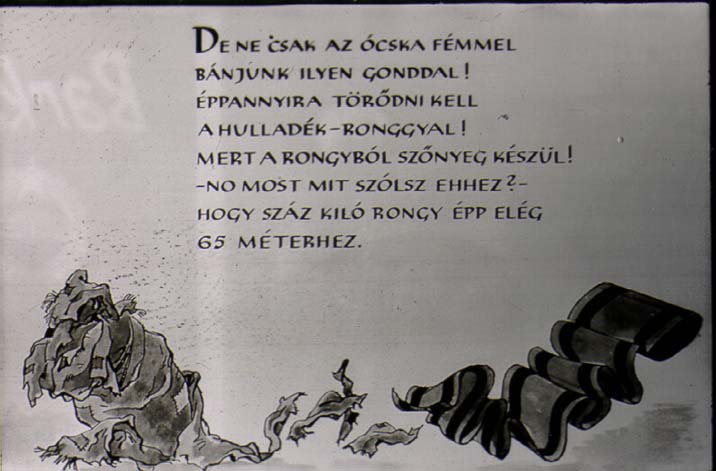 DE NE CSAK AZ ÓCSKA FÉMMEL
BÁNJUNK ILYEN GONDDAL!
ÉPPANNYIRA TÖRŐDNI KELL
A HULLADÉK-RONGGYAL!
MERT A RONGYBÓL SZŐNYEG KÉSZÜL!
-NO MOST MIT SZÓLSZ EHHEZ?-
HOGY SZÁZ KILÓ RONGY ÉPP ELÉG
65 MÉTERHEZ.